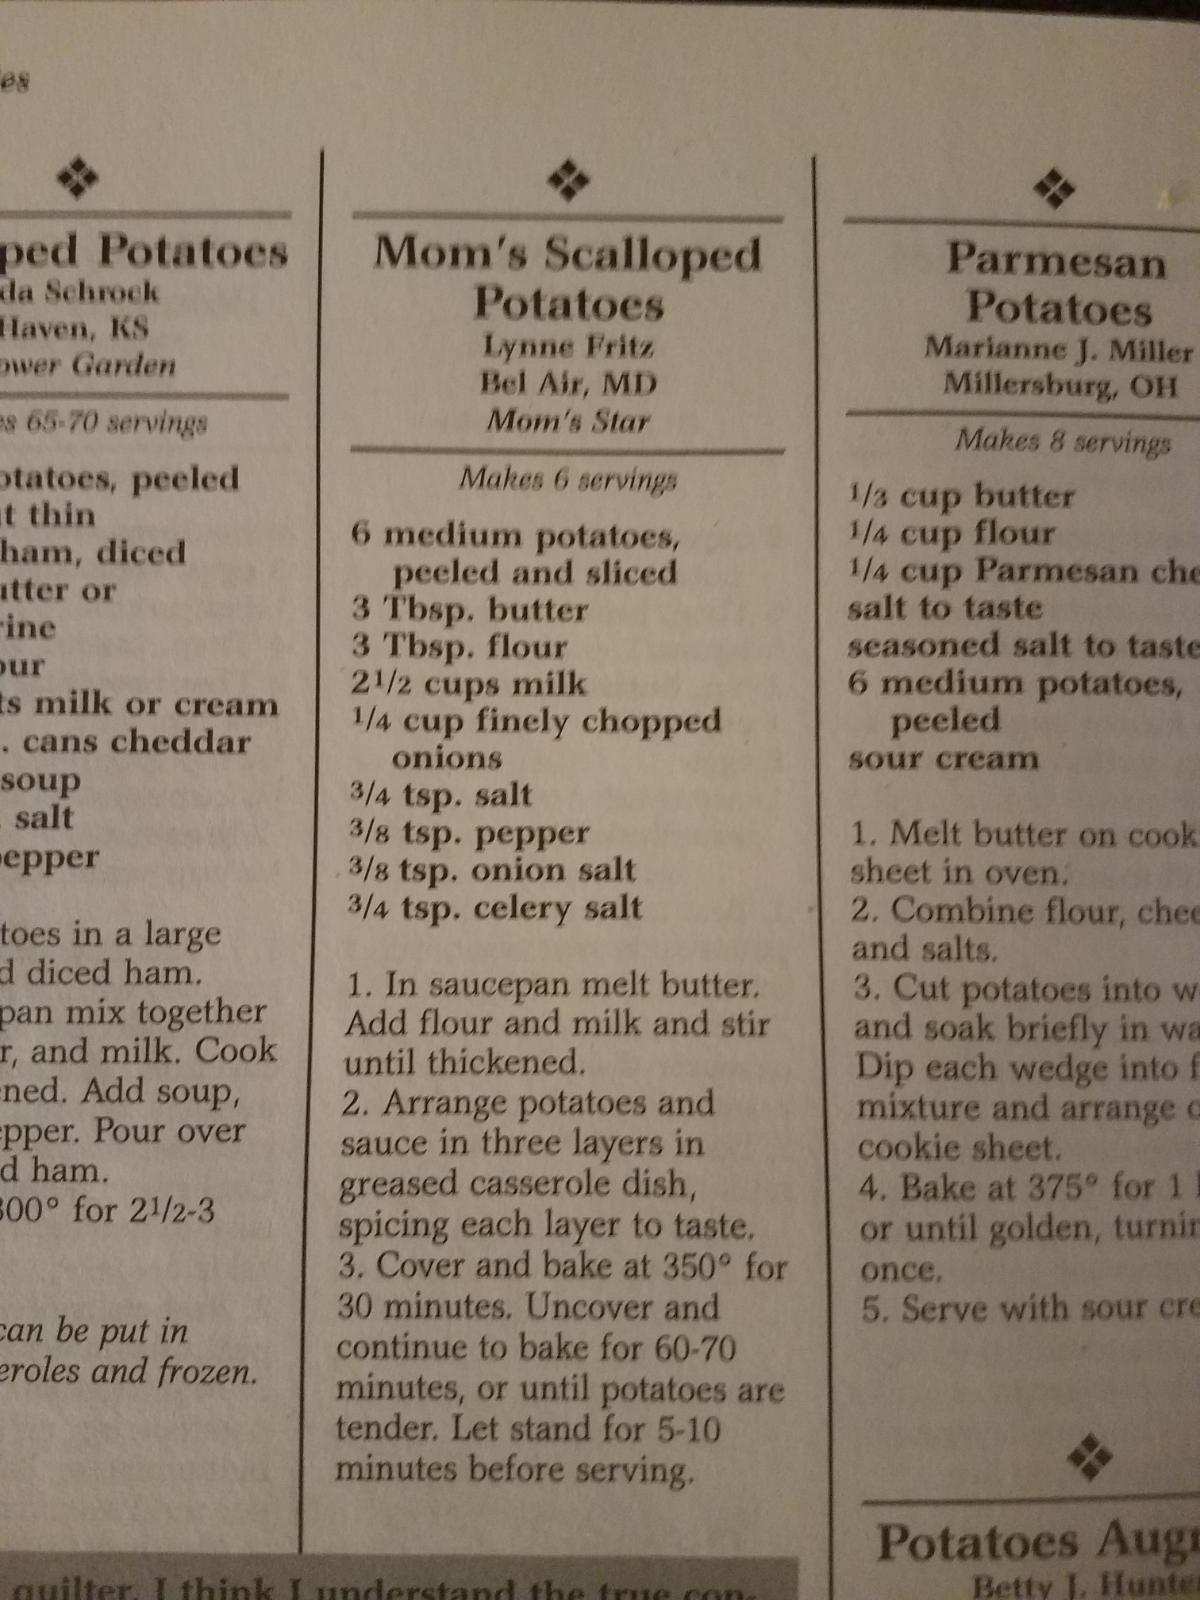 es
ped Potatoes
da Schrock
Haven, KS
ower Garden
es 65-70 servings
otatoes, peeled
t thin
ham, diced
utter or
rine
our
ts milk or cream
. cans cheddar
soup
. salt
pepper
toes in a large
d diced ham.
pan mix together
r, and milk. Cook
ened. Add soup,
epper. Pour over
d ham.
300° for 2 1/2-3
can be put in
eroles and frozen.
Mom's Scalloped
Potatoes
Lynne Fritz
Bel Air, MD
Mom's Star
Makes 6 servings
6 medium potatoes,
peeled and sliced
3 Tbsp. butter
3 Tbsp. flour
2 1/2 cups milk
1/4 cup finely chopped
onions
3/4 tsp. salt
3/8 tsp. pepper
3/8 tsp. onion salt
3/4 tsp. celery salt
1. In saucepan melt butter.
Add flour and milk and stir
until thickened.
2. Arrange potatoes and
sauce in three layers in
greased casserole dish,
spicing each layer to taste.
3. Cover and bake at 350° for
30 minutes. Uncover and
continue to bake for 60-70
minutes, or until potatoes are
tender. Let stand for 5-10
minutes before serving.
Parmesan
Potatoes
Marianne J. Miller
Millersburg, OH
Makes 8 servings
1/3 cup butter
1/4 cup flour
1/4 cup Parmesan che
salt to taste
seasoned salt to taste
6 medium potatoes,
peeled
sour cream
1. Melt butter on cook
sheet in oven.
2. Combine flour, chee
and salts.
3. Cut potatoes into w
and soak briefly in wa
Dip each wedge into f
mixture and arrange o
cookie sheet.
4. Bake at 375° for 1 h
or until golden, turnin
once.
5. Serve with sour cre
Potatoes Augr
Betty J. Hunte
quilter, I think I understand the true con-